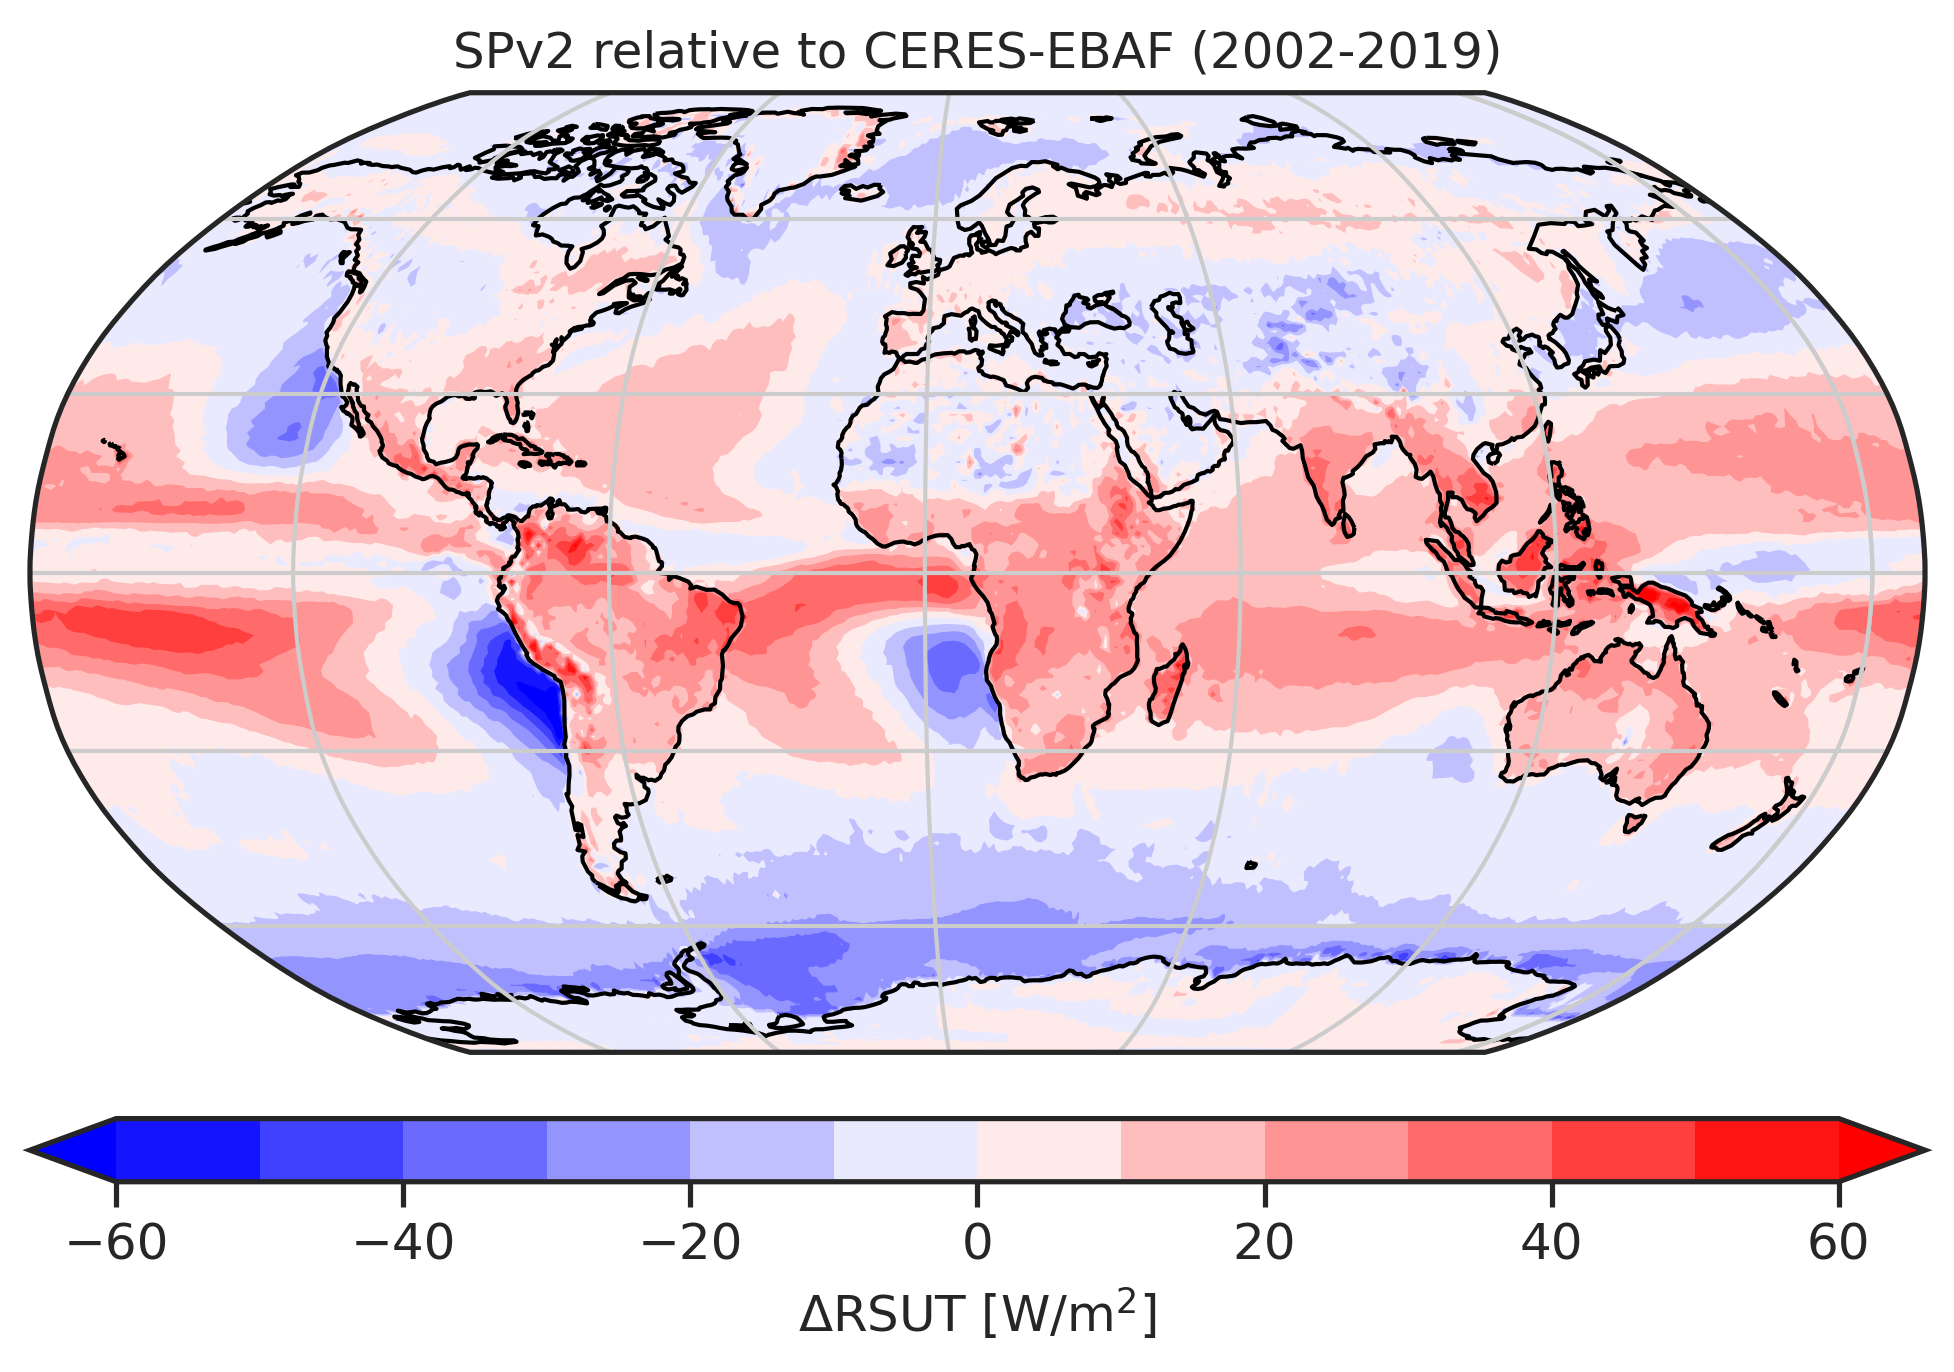 SPv2 relative to CERES-EBAF (2002-2019)
−60 −40 −20 0 20 40 60
ΔRSUT [W/m²]